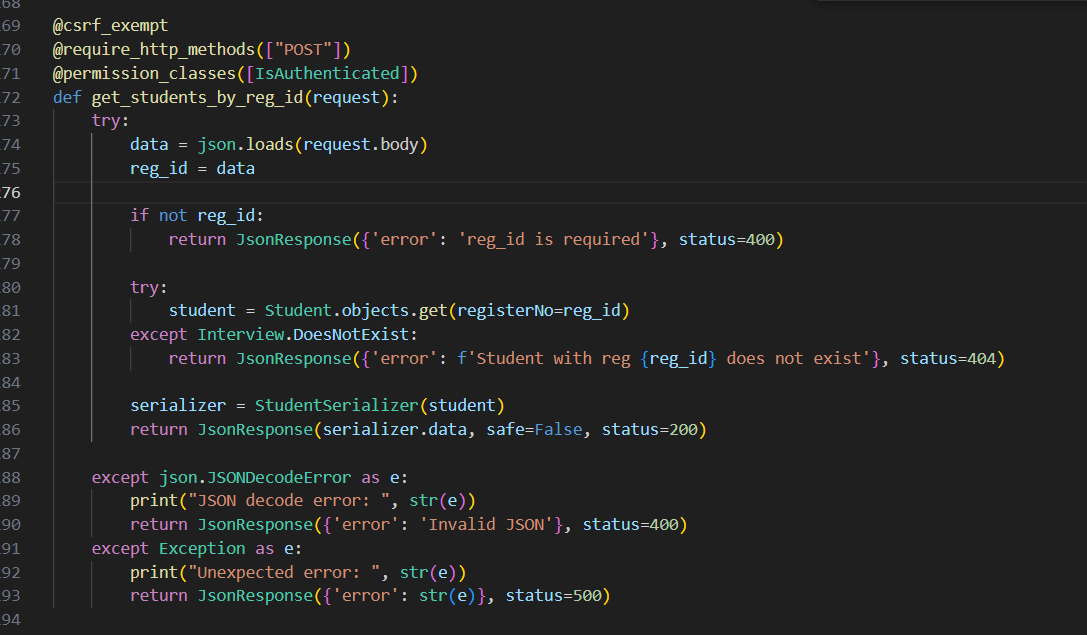 68
69 @csrf_exempt
70 @require_http_methods(["POST"])
71 @permission_classes([IsAuthenticated])
72 def get_students_by_reg_id(request):
73     try:
74         data = json.loads(request.body)
75         reg_id = data
76
77         if not reg_id:
78             return JsonResponse({'error': 'reg_id is required'}, status=400)
79
80         try:
81             student = Student.objects.get(registerNo=reg_id)
82         except Interview.DoesNotExist:
83             return JsonResponse({'error': f'Student with reg {reg_id} does not exist'}, status=404)
84
85         serializer = StudentSerializer(student)
86         return JsonResponse(serializer.data, safe=False, status=200)
87
88     except json.JSONDecodeError as e:
89         print("JSON decode error: ", str(e))
90         return JsonResponse({'error': 'Invalid JSON'}, status=400)
91     except Exception as e:
92         print("Unexpected error: ", str(e))
93         return JsonResponse({'error': str(e)}, status=500)
94